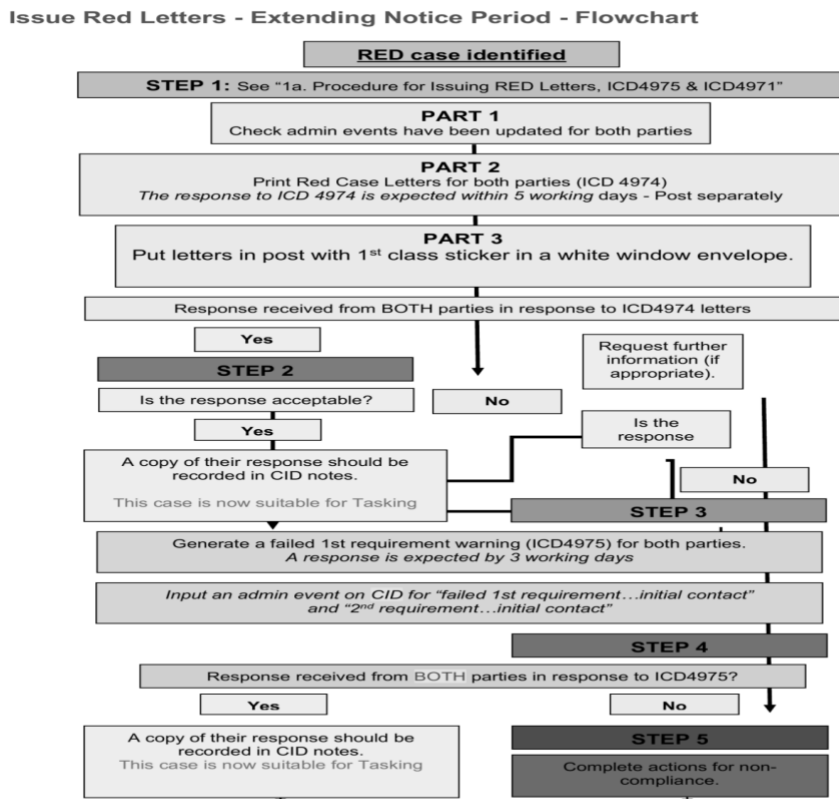 Issue Red Letters - Extending Notice Period - Flowchart
RED case identified
STEP 1: See “1a. Procedure for Issuing RED Letters, ICD4975 & ICD4971”
PART 1
Check admin events have been updated for both parties
PART 2
Print Red Case Letters for both parties (ICD 4974)
The response to ICD 4974 is expected within 5 working days - Post separately
PART 3
Put letters in post with 1st class sticker in a white window envelope.
Response received from BOTH parties in response to ICD4974 letters
Yes
STEP 2
Is the response acceptable?
Yes
No
Request further
information (if
appropriate).
Is the
response
No
A copy of their response should be
recorded in CID notes.
This case is now suitable for Tasking
STEP 3
Generate a failed 1st requirement warning (ICD4975) for both parties.
A response is expected by 3 working days
Input an admin event on CID for “failed 1st requirement…initial contact”
and “2nd requirement…initial contact”
STEP 4
Response received from BOTH parties in response to ICD4975?
Yes
No
A copy of their response should be
recorded in CID notes.
This case is now suitable for Tasking
STEP 5
Complete actions for non-
compliance.